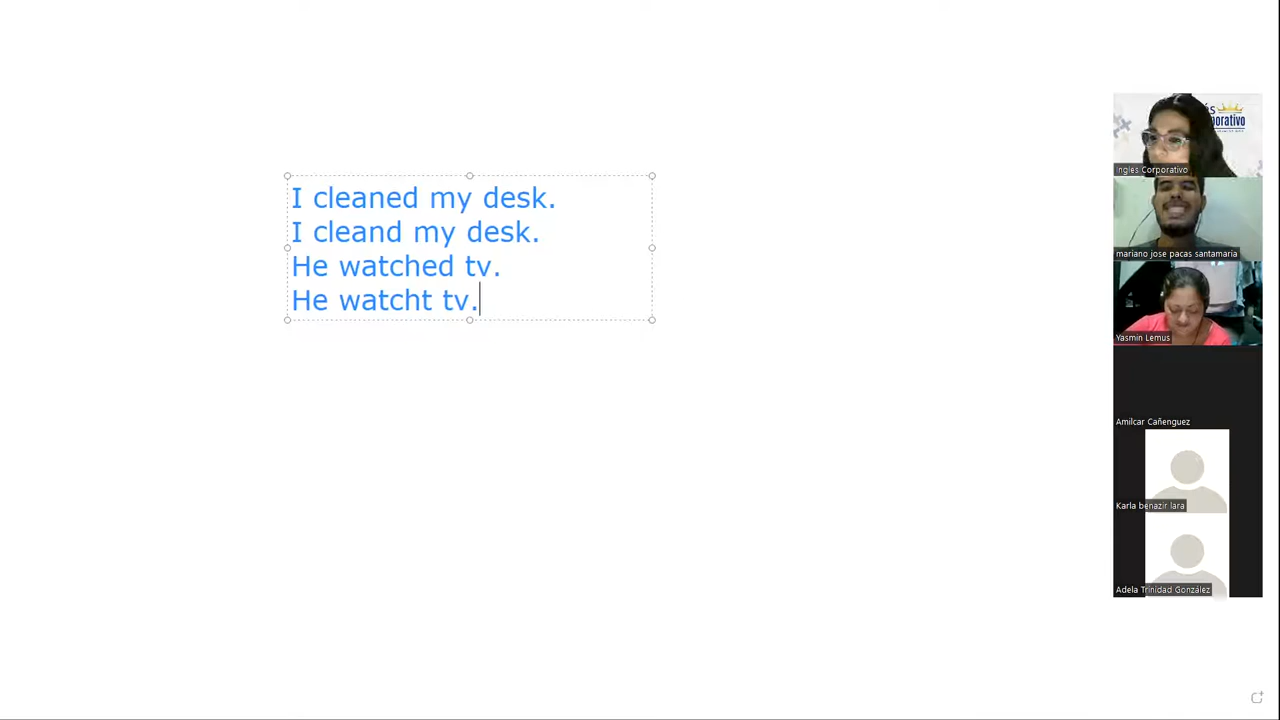 I cleaned my desk.
I cleand my desk.
He watched tv.
He watcht tv.
Ingles Corporativo
mariano jose pacas santamaria
Yasmin Lemus
Amilcar Cañenguez
Karla benazir lara
Adela Trinidad González